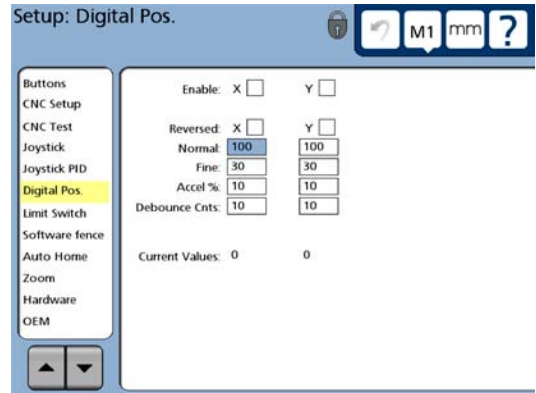 Setup: Digital Pos.
M1 mm ?
Buttons
CNC Setup
CNC Test
Joystick
Joystick PID
Digital Pos.
Limit Switch
Software fence
Auto Home
Zoom
Hardware
OEM
Enable: X Y
Reversed: X Y
Normal: 100 100
Fine: 30 30
Accel %: 10 10
Debounce Cnts: 10 10
Current Values: 0 0